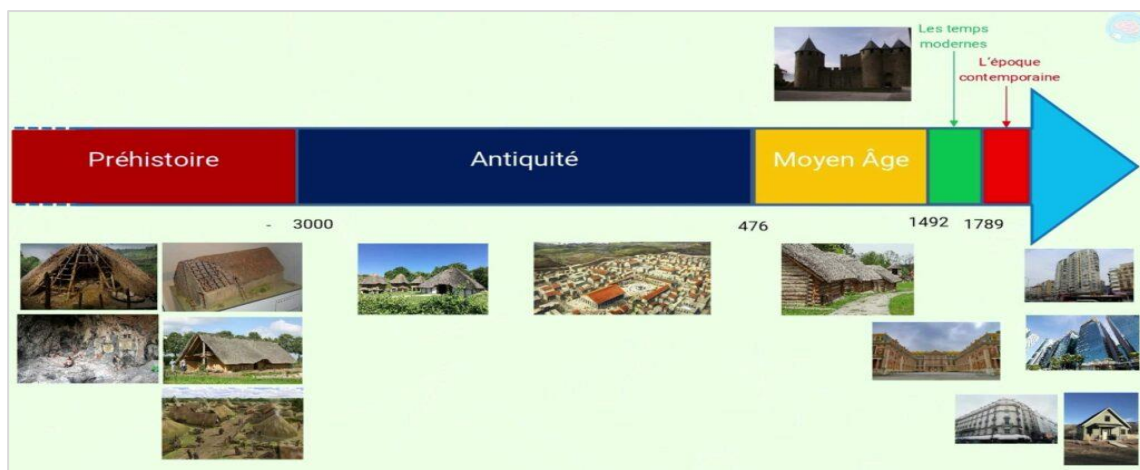 Les temps
modernes
L'époque
contemporaine
Préhistoire
Antiquité
Moyen Âge
- 3000
476
1492
1789